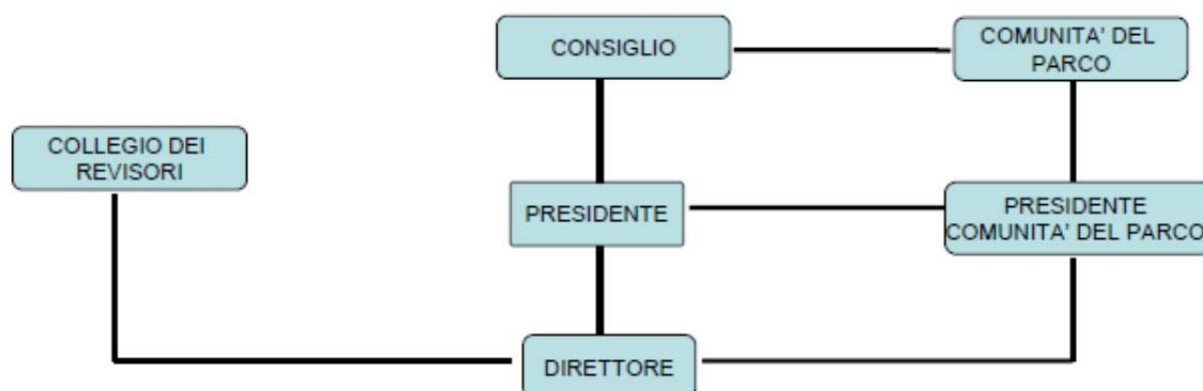 CONSIGLIO
COMUNITA' DEL
PARCO
COLLEGIO DEI
REVISORI
PRESIDENTE
PRESIDENTE
COMUNITA' DEL PARCO
DIRETTORE